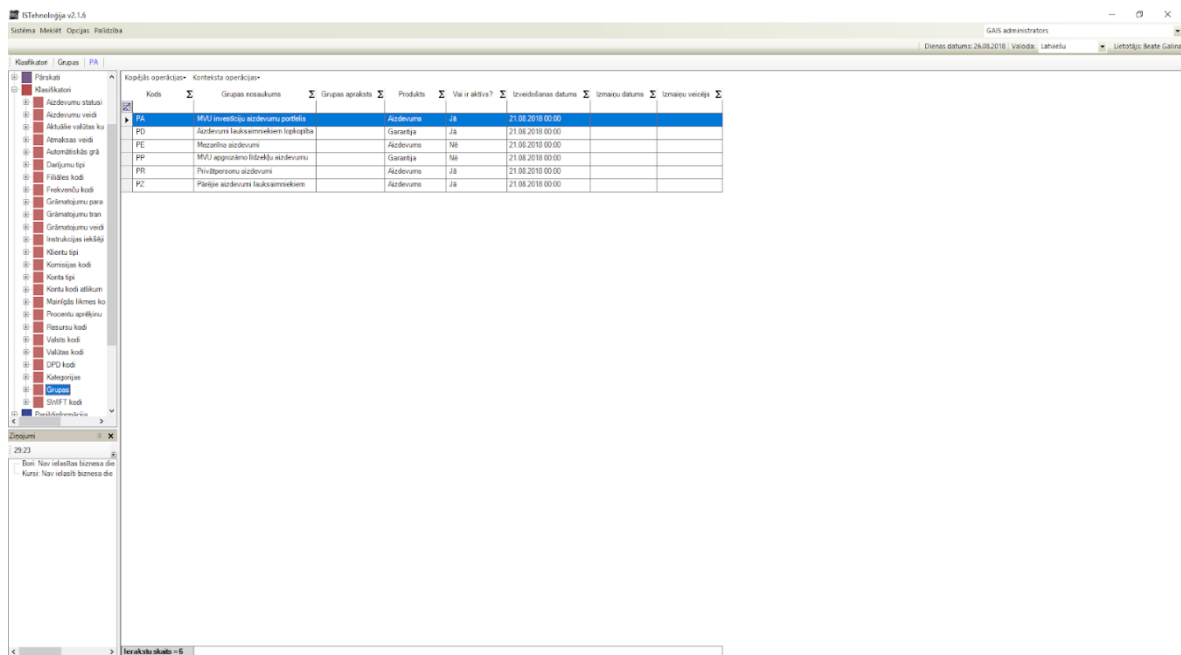 ISTehnoloģija v2.1.6
Sistēma Meklēt Opcijas Palīdzība
GAIS administrators
Dienas datums: 26.08.2018 Valoda: Latviešu Lietotājs: Beate Galina
Klasifikatori Grupas PA
Pārskati
Klasifikatori
Aizdevumu statusi
Aizdevumu veidi
Aktuālie valūtas ku
Atmaksas veidi
Automātiskās grā
Darījumu tipi
Filiāles kodi
Frekvenču kodi
Grāmatojumu para
Grāmatojumu tran
Grāmatojumu veidi
Instrukcijas iekšēji
Klientu tipi
Komisijas kodi
Konta tipi
Kontu kodi atlikum
Mainīgās likmes ko
Procentu aprēķinu
Resursu kodi
Valsts kodi
Valūtas kodi
DPD kodi
Kategorijas
Grupas
SWIFT kodi
Papildinformācija
Ziņojumi
29:23
Bori: Nav ielasītas biznesa die
Kursi: Nav ielasīti biznesa die
Kopējās operācijas Konteksta operācijas
Kods Σ Grupas nosaukums Σ Grupas apraksts Σ Produkts Σ Vai ir aktīvs? Σ Izveidošanas datums Σ Izmaiņu datums Σ Izmaiņu veicējs Σ
PA MVU investīciju aizdevumu portfelis Aizdevums Jā 21.08.2018 00:00
PD Aizdevumi lauksaimniekiem lopkopība Garantija Jā 21.08.2018 00:00
PE Mezanīna aizdevumi Aizdevums Nē 21.08.2018 00:00
PP MVU apgrozāmo līdzekļu aizdevumu Garantija Nē 21.08.2018 00:00
PR Privātpersonu aizdevumi Aizdevums Jā 21.08.2018 00:00
PZ Pārējie aizdevumi lauksaimniekiem Aizdevums Jā 21.08.2018 00:00
Ierakstu skaits = 6